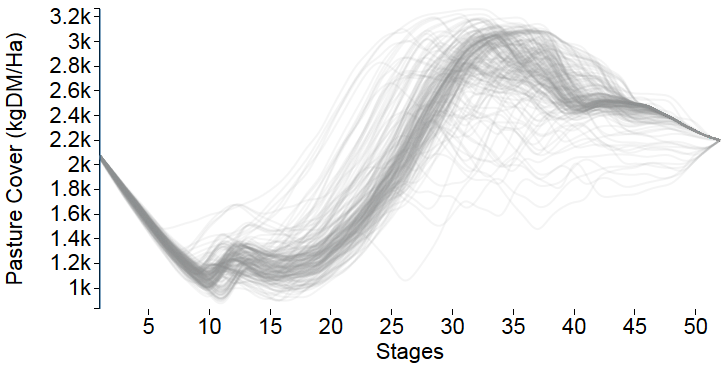 Pasture Cover (kgDM/Ha)
3.2k
3k
2.8k
2.6k
2.4k
2.2k
2k
1.8k
1.6k
1.4k
1.2k
1k
5 10 15 20 25 30 35 40 45 50
Stages